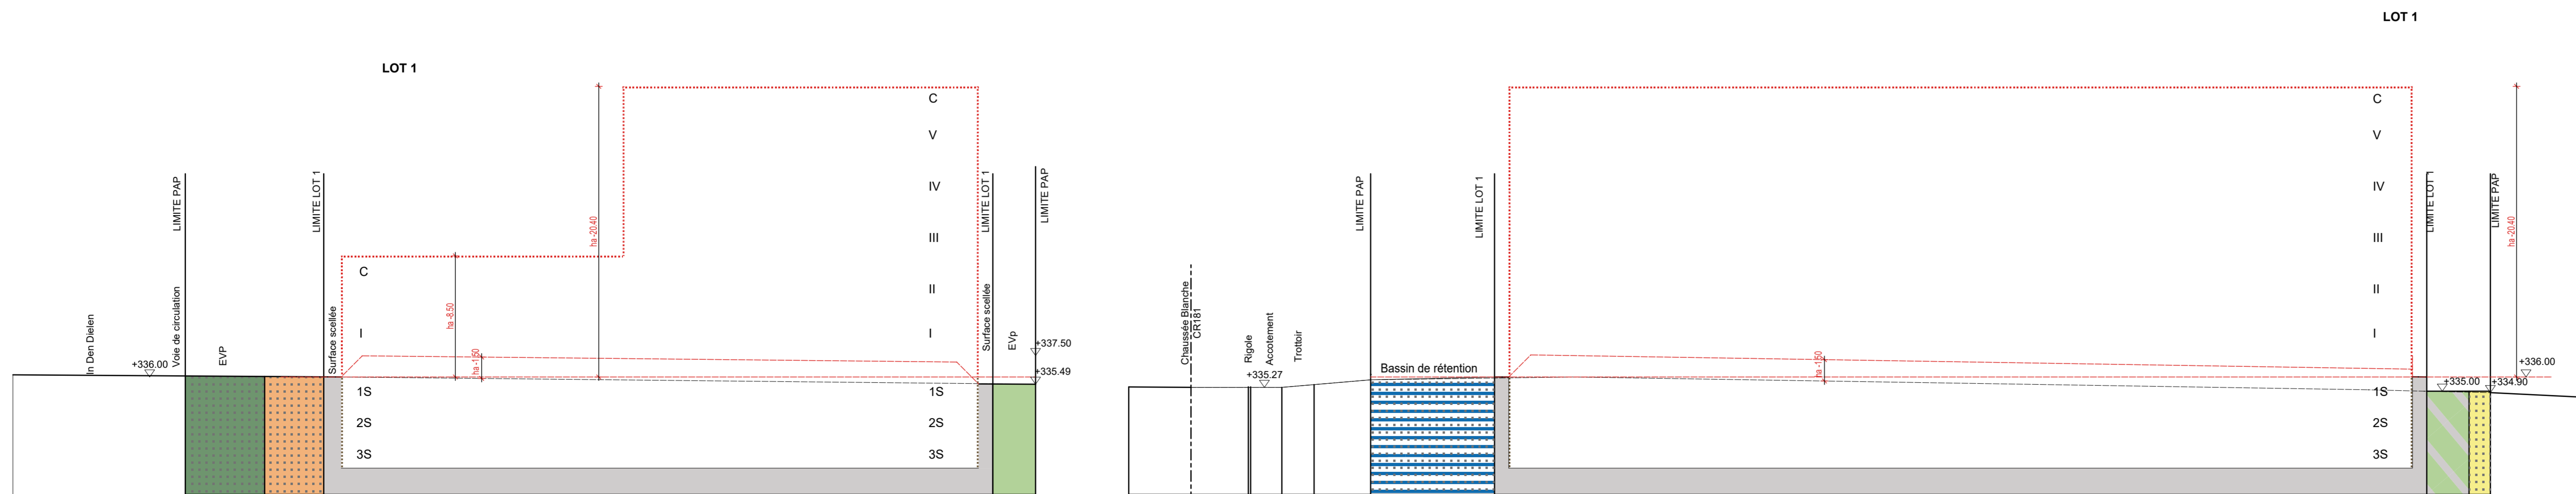 LOT 1
C
V
IV
III
II
I
1S
2S
3S
C
I
1S
2S
3S
ha -20.40
ha -8.50
ha -1.50
In Den Dielen
+336.00
Voie de circulation
LIMITE PAP
EVP
LIMITE LOT 1
Surface scellée
Surface scellée
LIMITE LOT 1
EVp
LIMITE PAP
+337.50
+335.49
LOT 1
Chaussée Blanche
CR181
Rigole
+335.27
Accotement
Trottoir
LIMITE PAP
Bassin de rétention
LIMITE LOT 1
ha -1.50
C
V
IV
III
II
I
1S
2S
3S
LIMITE LOT 1
LIMITE PAP
ha -20.40
+336.00
+335.00
+334.90